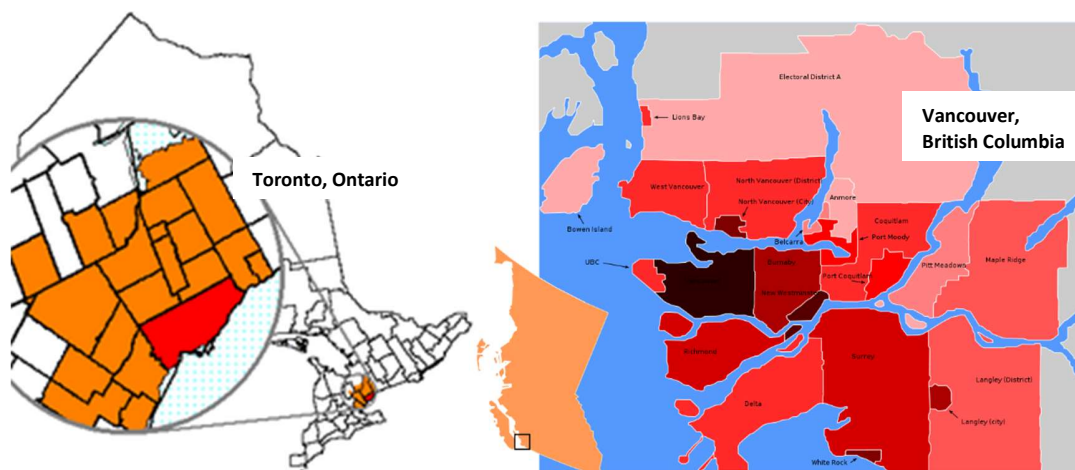 Toronto, Ontario
Vancouver,
British Columbia
Electoral District A
Lions Bay
West Vancouver
North Vancouver (District)
North Vancouver (City)
Anmore
Bowen Island
Belcarra
Coquitlam
Port Moody
UBC
Burnaby
Port Coquitlam
Pitt Meadows
Maple Ridge
New Westminster
Richmond
Surrey
Delta
Langley (District)
Langley (city)
White Rock